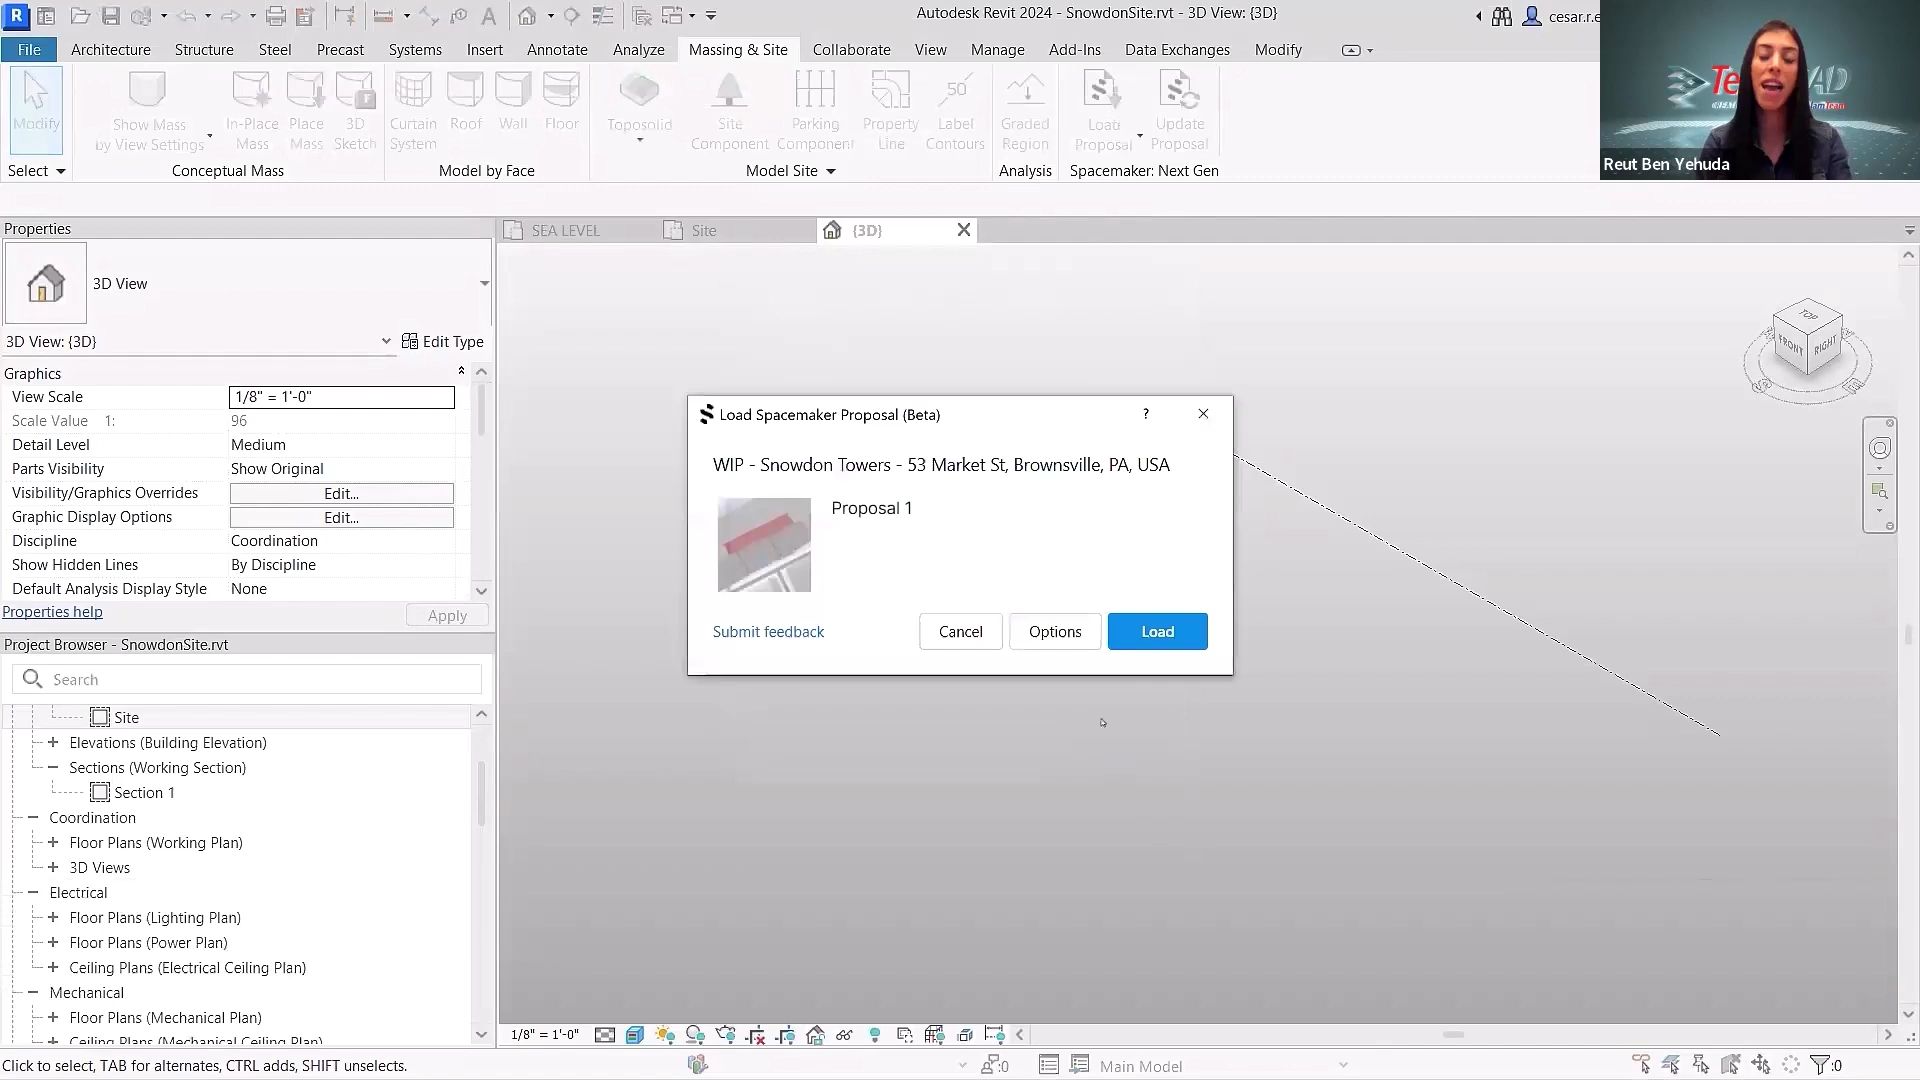 Autodesk Revit 2024 - SnowdonSite.rvt - 3D View: {3D}
cesar.r.e
File
Architecture
Structure
Steel
Precast
Systems
Insert
Annotate
Analyze
Massing & Site
Collaborate
View
Manage
Add-Ins
Data Exchanges
Modify
Modify
Show Mass
by View Settings
In-Place
Mass
Place
Mass
3D
Sketch
Curtain
System
Roof
Wall
Floor
Toposolid
Site
Component
Parking
Component
Property
Line
Label
Contours
Graded
Region
Load
Proposal
Update
Proposal
Select
Conceptual Mass
Model by Face
Model Site
Analysis
Spacemaker: Next Gen
Reut Ben Yehuda
Properties
SEA LEVEL
Site
{3D}
3D View
3D View: {3D}
Edit Type
Graphics
View Scale
1/8" = 1'-0"
Scale Value 1:
96
Detail Level
Medium
Parts Visibility
Show Original
Visibility/Graphics Overrides
Edit...
Graphic Display Options
Edit...
Discipline
Coordination
Show Hidden Lines
By Discipline
Default Analysis Display Style
None
Properties help
Apply
TOP
FRONT
RIGHT
Load Spacemaker Proposal (Beta)
?
WIP - Snowdon Towers - 53 Market St, Brownsville, PA, USA
Proposal 1
Submit feedback
Cancel
Options
Load
Project Browser - SnowdonSite.rvt
Search
Site
Elevations (Building Elevation)
Sections (Working Section)
Section 1
Coordination
Floor Plans (Working Plan)
3D Views
Electrical
Floor Plans (Lighting Plan)
Floor Plans (Power Plan)
Ceiling Plans (Electrical Ceiling Plan)
Mechanical
Floor Plans (Mechanical Plan)
Ceiling Plans (Mechanical Ceiling Plan)
1/8" = 1'-0"
Click to select, TAB for alternates, CTRL adds, SHIFT unselects.
:0
Main Model
:0